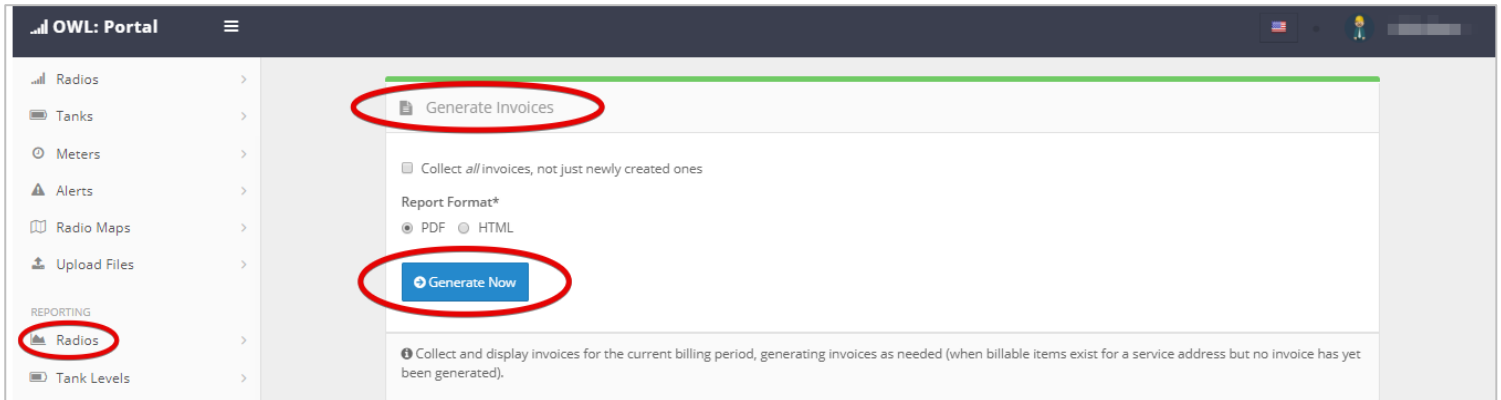 OWL: Portal
Radios
Tanks
Meters
Alerts
Radio Maps
Upload Files
REPORTING
Radios
Tank Levels
Generate Invoices
Collect all invoices, not just newly created ones
Report Format*
PDF HTML
Generate Now
Collect and display invoices for the current billing period, generating invoices as needed (when billable items exist for a service address but no invoice has yet
been generated).